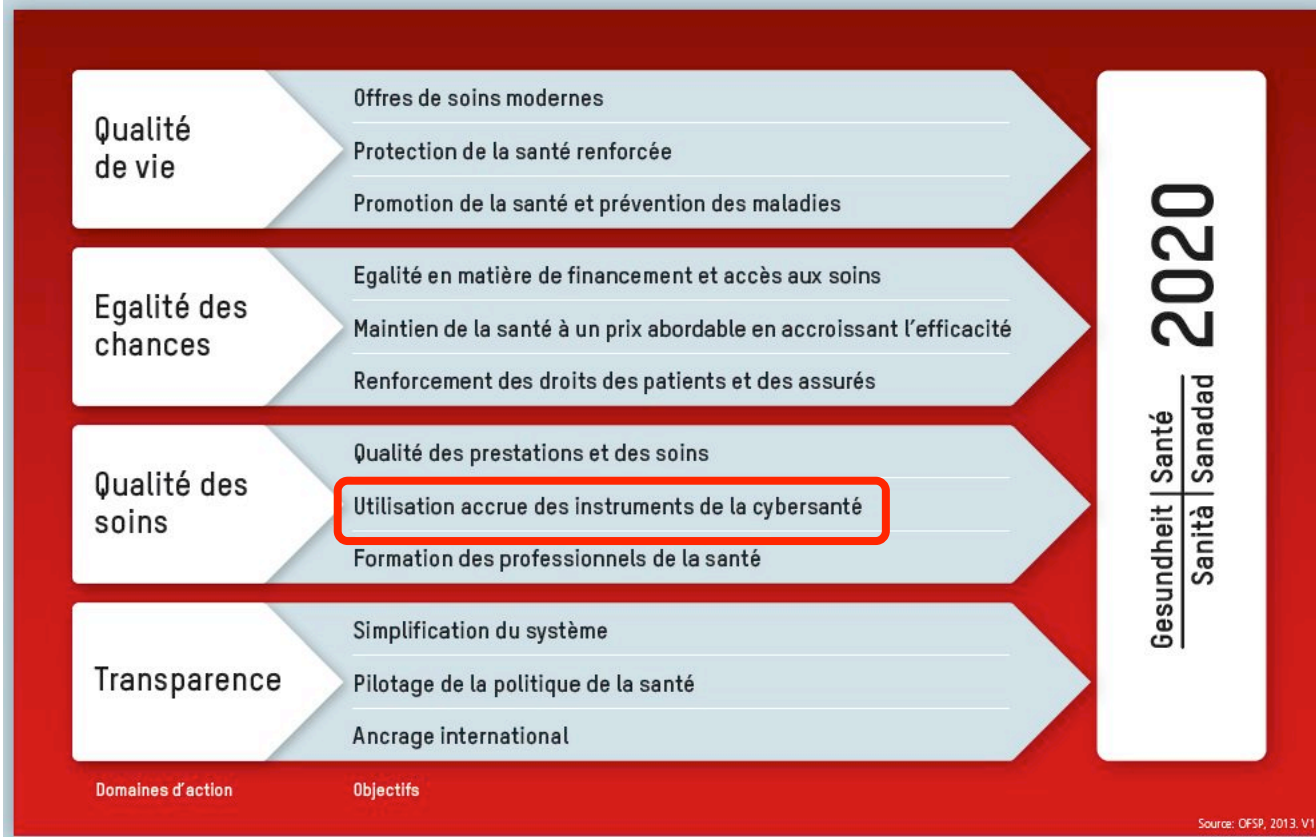 Qualité
de vie
Offres de soins modernes
Protection de la santé renforcée
Promotion de la santé et prévention des maladies
Egalité des
chances
Egalité en matière de financement et accès aux soins
Maintien de la santé à un prix abordable en accroissant l'efficacité
Renforcement des droits des patients et des assurés
Qualité des
soins
Qualité des prestations et des soins
Utilisation accrue des instruments de la cybersanté
Formation des professionnels de la santé
Transparence
Simplification du système
Pilotage de la politique de la santé
Ancrage international
Gesundheit | Santé
Sanità | Sanadad
2020
Domaines d'action
Objectifs
Source: OFSP, 2013. V1